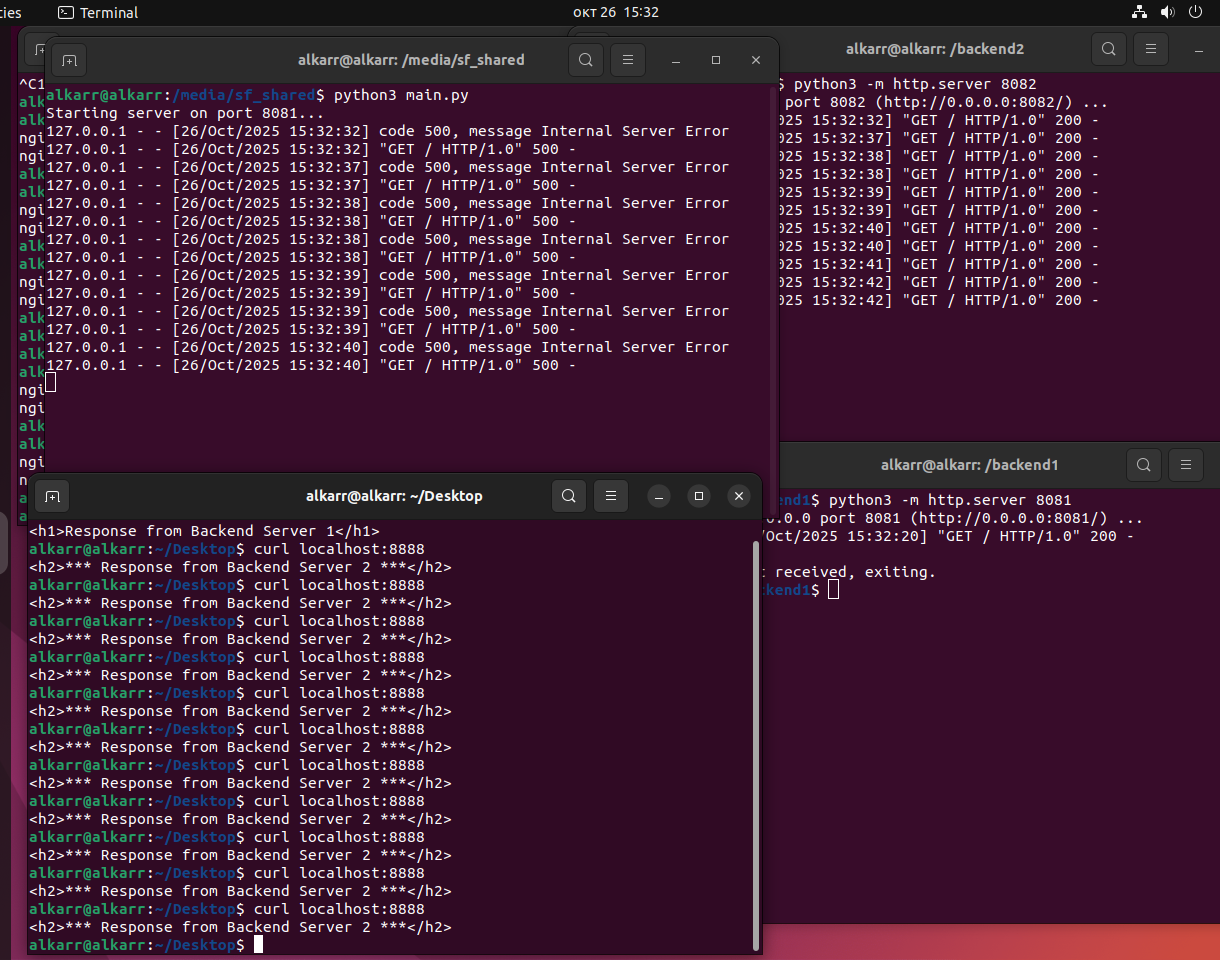 ies
Terminal
окт 26 15:32
alkarr@alkarr: /media/sf_shared
alkarr@alkarr:/media/sf_shared$ python3 main.py
Starting server on port 8081...
127.0.0.1 - - [26/Oct/2025 15:32:32] code 500, message Internal Server Error
127.0.0.1 - - [26/Oct/2025 15:32:32] "GET / HTTP/1.0" 500 -
127.0.0.1 - - [26/Oct/2025 15:32:37] code 500, message Internal Server Error
127.0.0.1 - - [26/Oct/2025 15:32:37] "GET / HTTP/1.0" 500 -
127.0.0.1 - - [26/Oct/2025 15:32:38] code 500, message Internal Server Error
127.0.0.1 - - [26/Oct/2025 15:32:38] "GET / HTTP/1.0" 500 -
127.0.0.1 - - [26/Oct/2025 15:32:38] code 500, message Internal Server Error
127.0.0.1 - - [26/Oct/2025 15:32:38] "GET / HTTP/1.0" 500 -
127.0.0.1 - - [26/Oct/2025 15:32:39] code 500, message Internal Server Error
127.0.0.1 - - [26/Oct/2025 15:32:39] "GET / HTTP/1.0" 500 -
127.0.0.1 - - [26/Oct/2025 15:32:39] code 500, message Internal Server Error
127.0.0.1 - - [26/Oct/2025 15:32:39] "GET / HTTP/1.0" 500 -
127.0.0.1 - - [26/Oct/2025 15:32:40] code 500, message Internal Server Error
127.0.0.1 - - [26/Oct/2025 15:32:40] "GET / HTTP/1.0" 500 -
^C1
alk
alk
ngi
ngi
alk
alk
ngi
ngi
alk
alk
ngi
ngi
alk
alk
alk
alk
ngi
ngi
alk
alk
ngi
n
a
a
alkarr@alkarr: /backend2
$ python3 -m http.server 8082
port 8082 (http://0.0.0.0:8082/) ...
025 15:32:32] "GET / HTTP/1.0" 200 -
025 15:32:37] "GET / HTTP/1.0" 200 -
025 15:32:38] "GET / HTTP/1.0" 200 -
025 15:32:38] "GET / HTTP/1.0" 200 -
025 15:32:39] "GET / HTTP/1.0" 200 -
025 15:32:39] "GET / HTTP/1.0" 200 -
025 15:32:40] "GET / HTTP/1.0" 200 -
025 15:32:40] "GET / HTTP/1.0" 200 -
025 15:32:41] "GET / HTTP/1.0" 200 -
025 15:32:42] "GET / HTTP/1.0" 200 -
025 15:32:42] "GET / HTTP/1.0" 200 -
alkarr@alkarr: /backend1
end1$ python3 -m http.server 8081
0.0.0 port 8081 (http://0.0.0.0:8081/) ...
/Oct/2025 15:32:20] "GET / HTTP/1.0" 200 -
t received, exiting.
kend1$
alkarr@alkarr: ~/Desktop
<h1>Response from Backend Server 1</h1>
alkarr@alkarr:~/Desktop$ curl localhost:8888
<h2>*** Response from Backend Server 2 ***</h2>
alkarr@alkarr:~/Desktop$ curl localhost:8888
<h2>*** Response from Backend Server 2 ***</h2>
alkarr@alkarr:~/Desktop$ curl localhost:8888
<h2>*** Response from Backend Server 2 ***</h2>
alkarr@alkarr:~/Desktop$ curl localhost:8888
<h2>*** Response from Backend Server 2 ***</h2>
alkarr@alkarr:~/Desktop$ curl localhost:8888
<h2>*** Response from Backend Server 2 ***</h2>
alkarr@alkarr:~/Desktop$ curl localhost:8888
<h2>*** Response from Backend Server 2 ***</h2>
alkarr@alkarr:~/Desktop$ curl localhost:8888
<h2>*** Response from Backend Server 2 ***</h2>
alkarr@alkarr:~/Desktop$ curl localhost:8888
<h2>*** Response from Backend Server 2 ***</h2>
alkarr@alkarr:~/Desktop$ curl localhost:8888
<h2>*** Response from Backend Server 2 ***</h2>
alkarr@alkarr:~/Desktop$ curl localhost:8888
<h2>*** Response from Backend Server 2 ***</h2>
alkarr@alkarr:~/Desktop$ curl localhost:8888
<h2>*** Response from Backend Server 2 ***</h2>
alkarr@alkarr:~/Desktop$